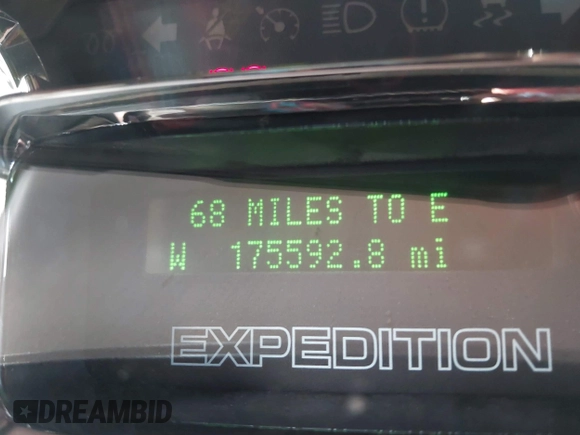 68 MILES TO E
W 175592.8 mi
EXPEDITION
DREAMBID